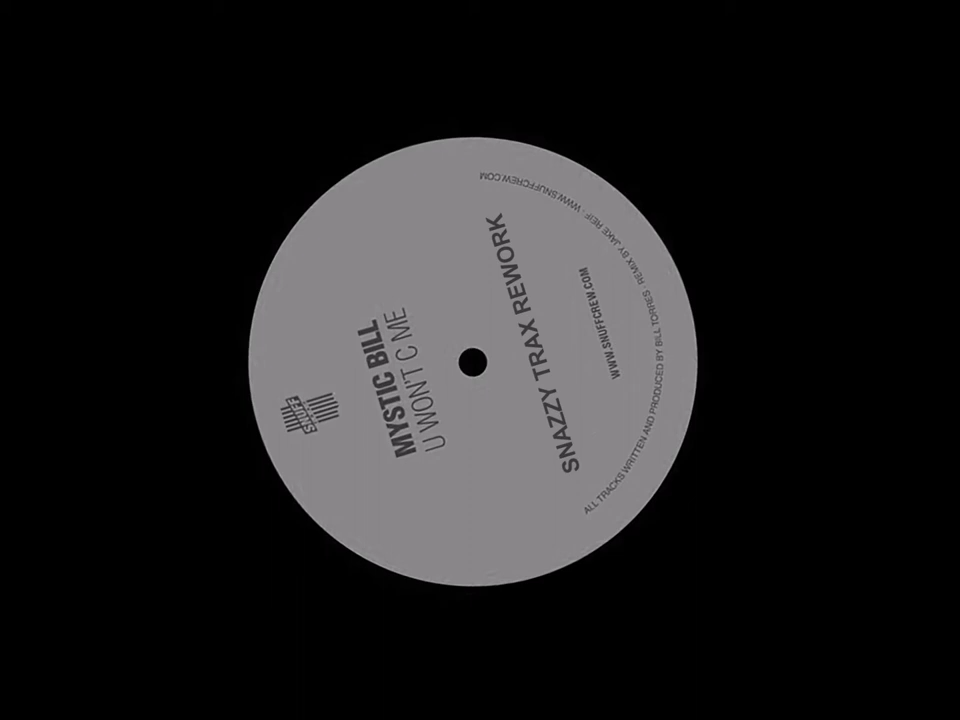 SNUFF
MYSTIC BILL
U WON'T C ME
SNAZZY TRAX REWORK
WWW.SNUFFCREW.COM
ALL TRACKS WRITTEN AND PRODUCED BY BILL TORRES · REMIX BY JAKE REIF · WWW.SNUFFCREW.COM